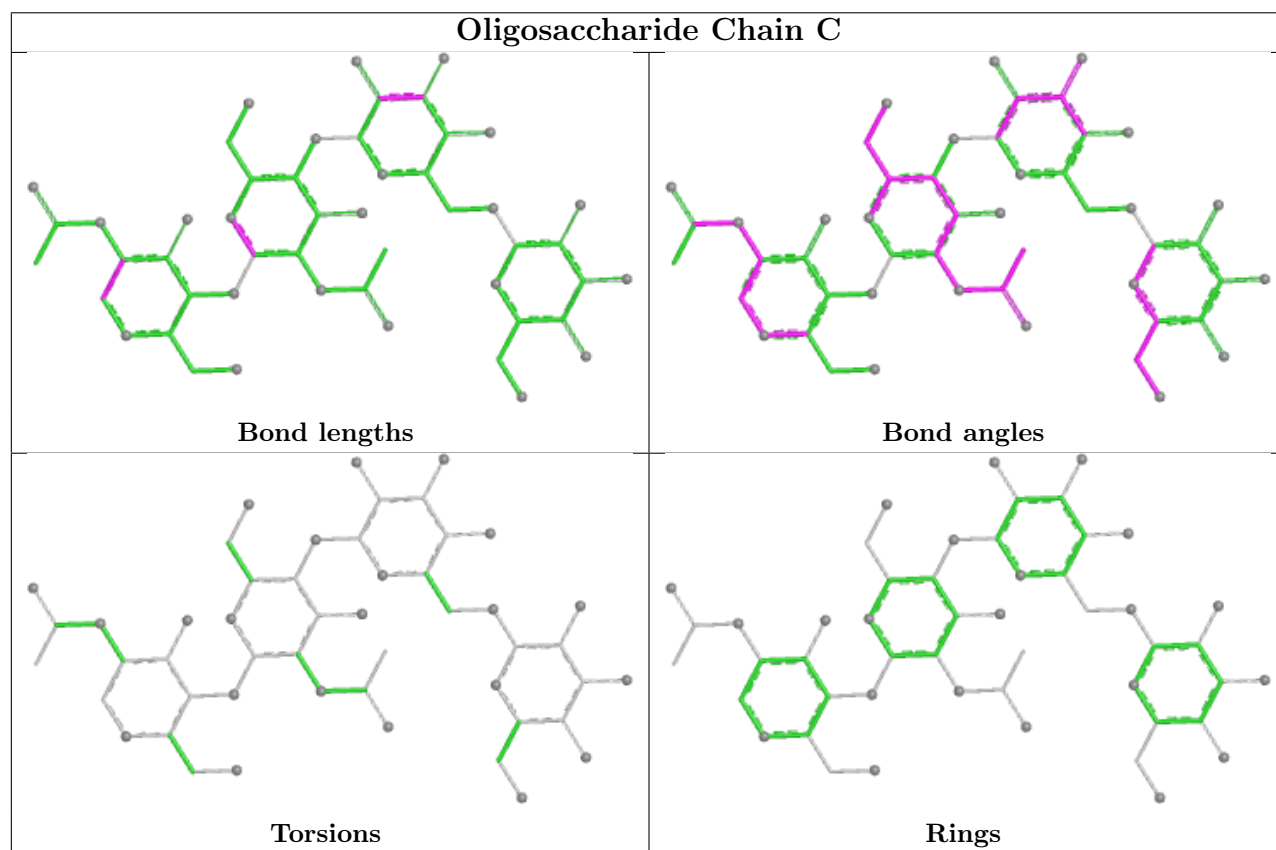 Oligosaccharide Chain C
Bond lengths
Bond angles
Torsions
Rings